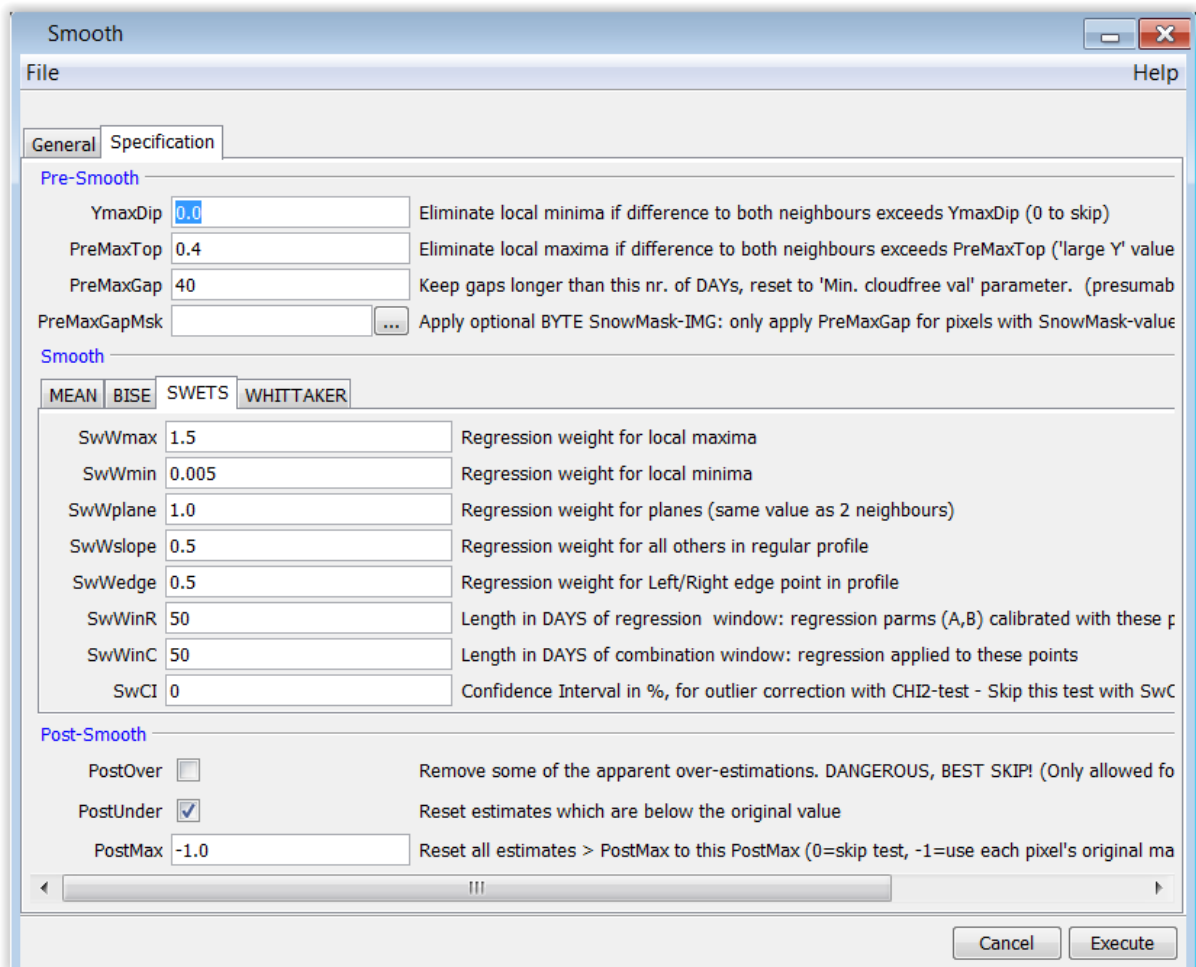 Smooth
File Help
General Specification
Pre-Smooth
YmaxDip 0.0 Eliminate local minima if difference to both neighbours exceeds YmaxDip (0 to skip)
PreMaxTop 0.4 Eliminate local maxima if difference to both neighbours exceeds PreMaxTop ('large Y' value
PreMaxGap 40 Keep gaps longer than this nr. of DAYs, reset to 'Min. cloudfree val' parameter. (presumab
PreMaxGapMsk ... Apply optional BYTE SnowMask-IMG: only apply PreMaxGap for pixels with SnowMask-value
Smooth
MEAN BISE SWETS WHITTAKER
SwWmax 1.5 Regression weight for local maxima
SwWmin 0.005 Regression weight for local minima
SwWplane 1.0 Regression weight for planes (same value as 2 neighbours)
SwWslope 0.5 Regression weight for all others in regular profile
SwWedge 0.5 Regression weight for Left/Right edge point in profile
SwWinR 50 Length in DAYS of regression window: regression parms (A,B) calibrated with these p
SwWinC 50 Length in DAYS of combination window: regression applied to these points
SwCI 0 Confidence Interval in %, for outlier correction with CHI2-test - Skip this test with SwC
Post-Smooth
PostOver Remove some of the apparent over-estimations. DANGEROUS, BEST SKIP! (Only allowed fo
PostUnder Reset estimates which are below the original value
PostMax -1.0 Reset all estimates > PostMax to this PostMax (0=skip test, -1=use each pixel's original ma
Cancel Execute